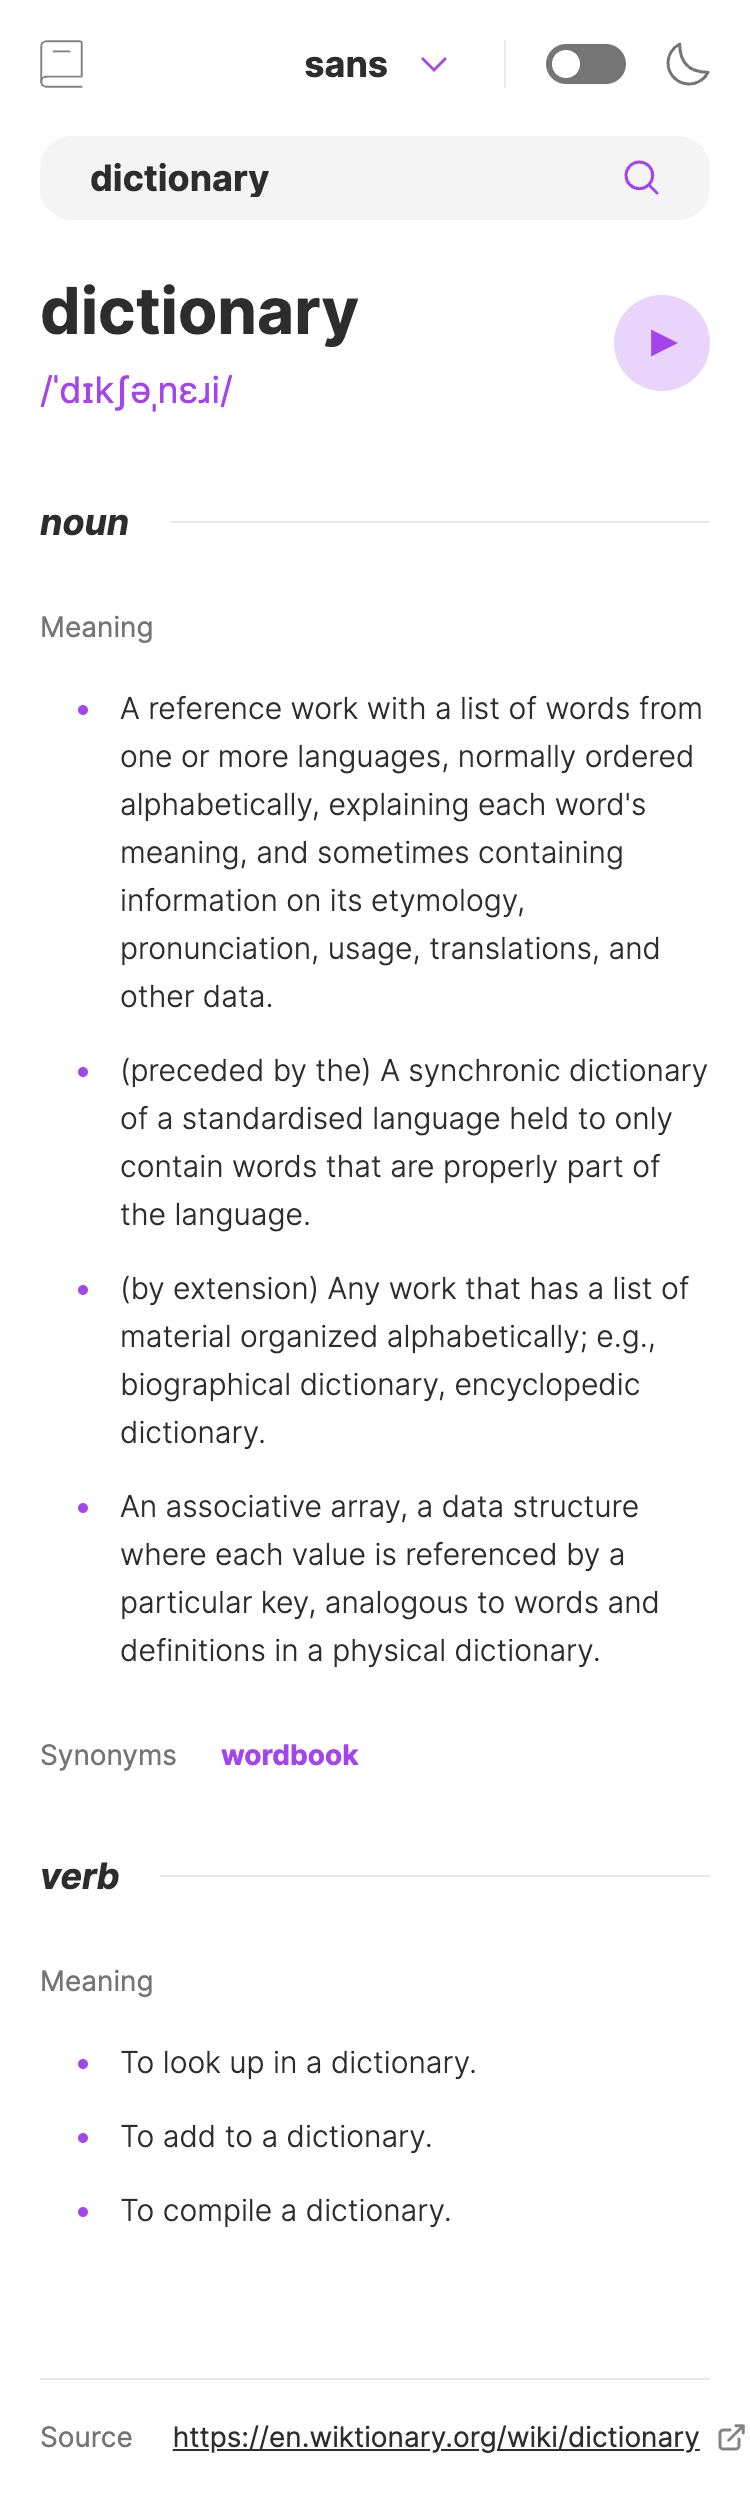 sans
dictionary
dictionary
/ˈdɪkʃəˌnɛɹi/
noun
Meaning
A reference work with a list of words from
one or more languages, normally ordered
alphabetically, explaining each word's
meaning, and sometimes containing
information on its etymology,
pronunciation, usage, translations, and
other data.
(preceded by the) A synchronic dictionary
of a standardised language held to only
contain words that are properly part of
the language.
(by extension) Any work that has a list of
material organized alphabetically; e.g.,
biographical dictionary, encyclopedic
dictionary.
An associative array, a data structure
where each value is referenced by a
particular key, analogous to words and
definitions in a physical dictionary.
Synonyms wordbook
verb
Meaning
To look up in a dictionary.
To add to a dictionary.
To compile a dictionary.
Source https://en.wiktionary.org/wiki/dictionary